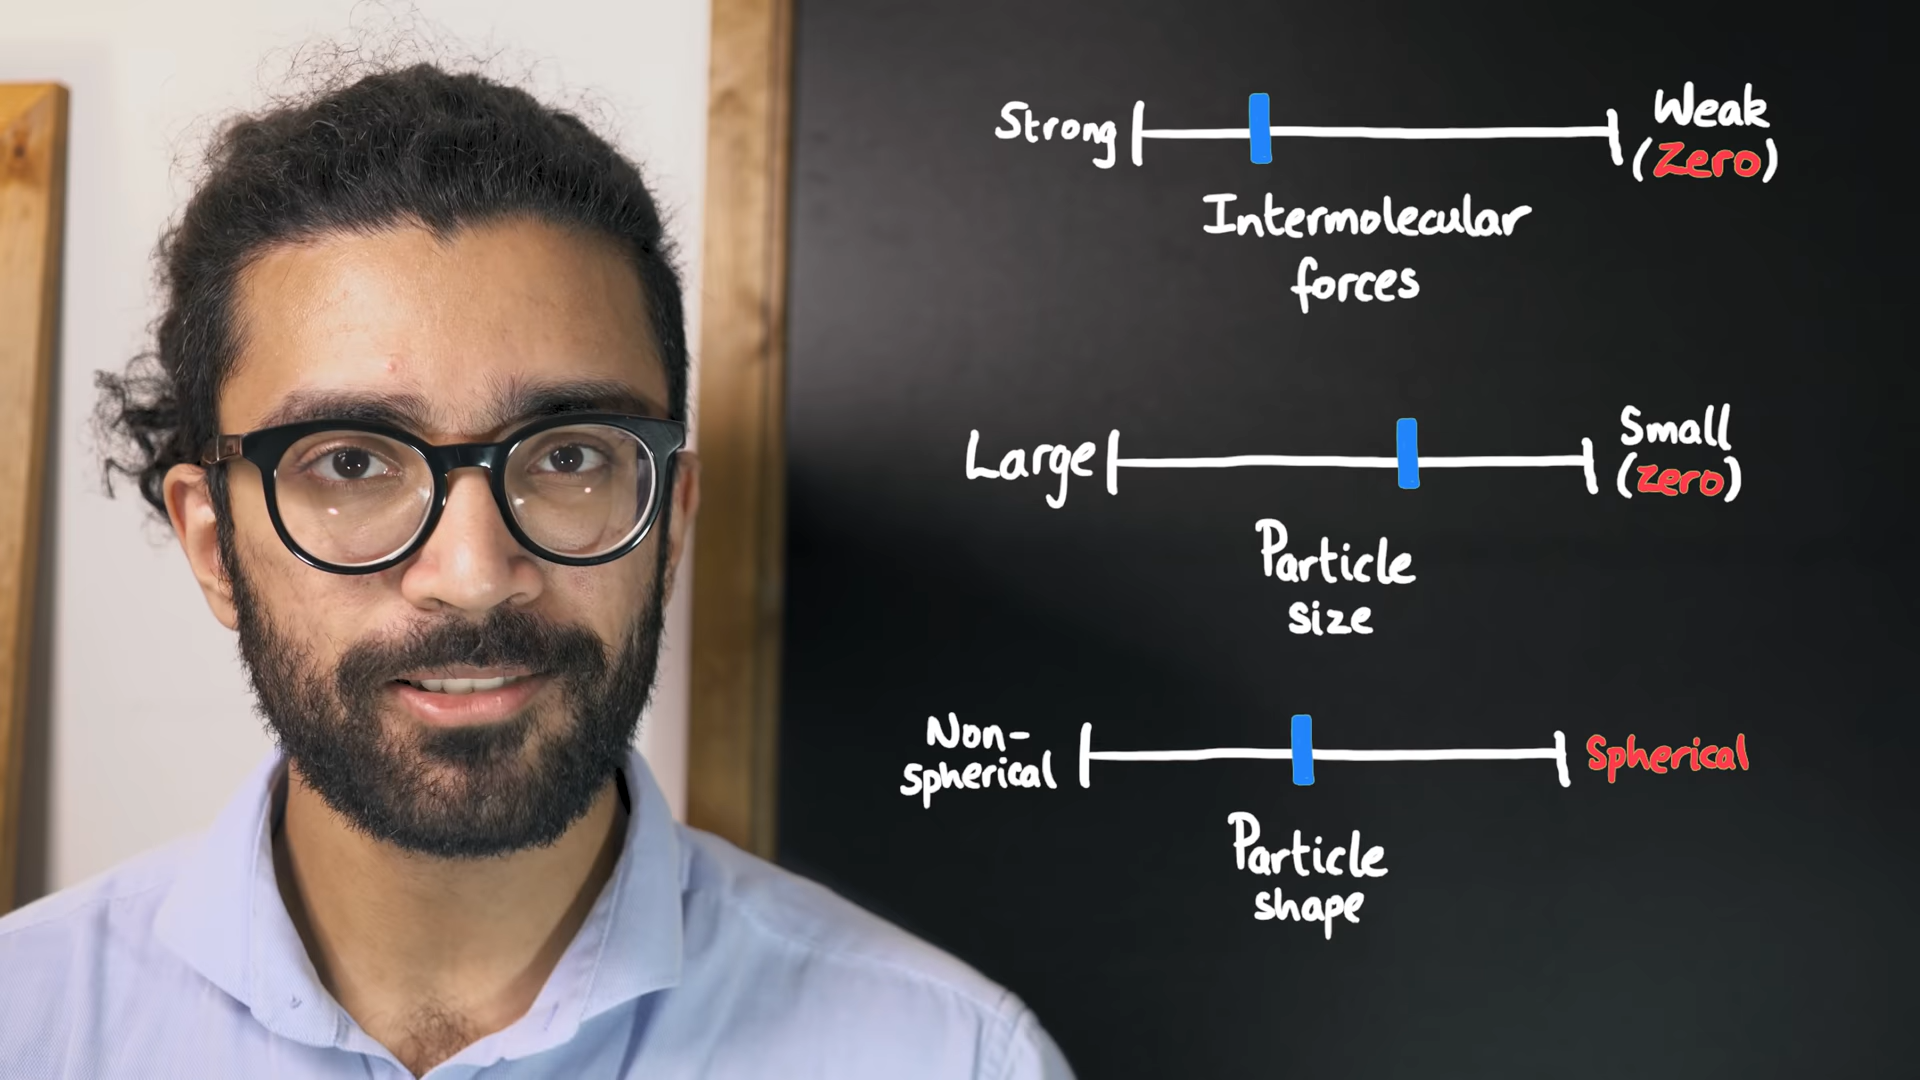 Strong
Weak
(Zero)
Intermolecular
forces
Large
Small
(zero)
Particle
size
Non-
spherical
Spherical
Particle
shape